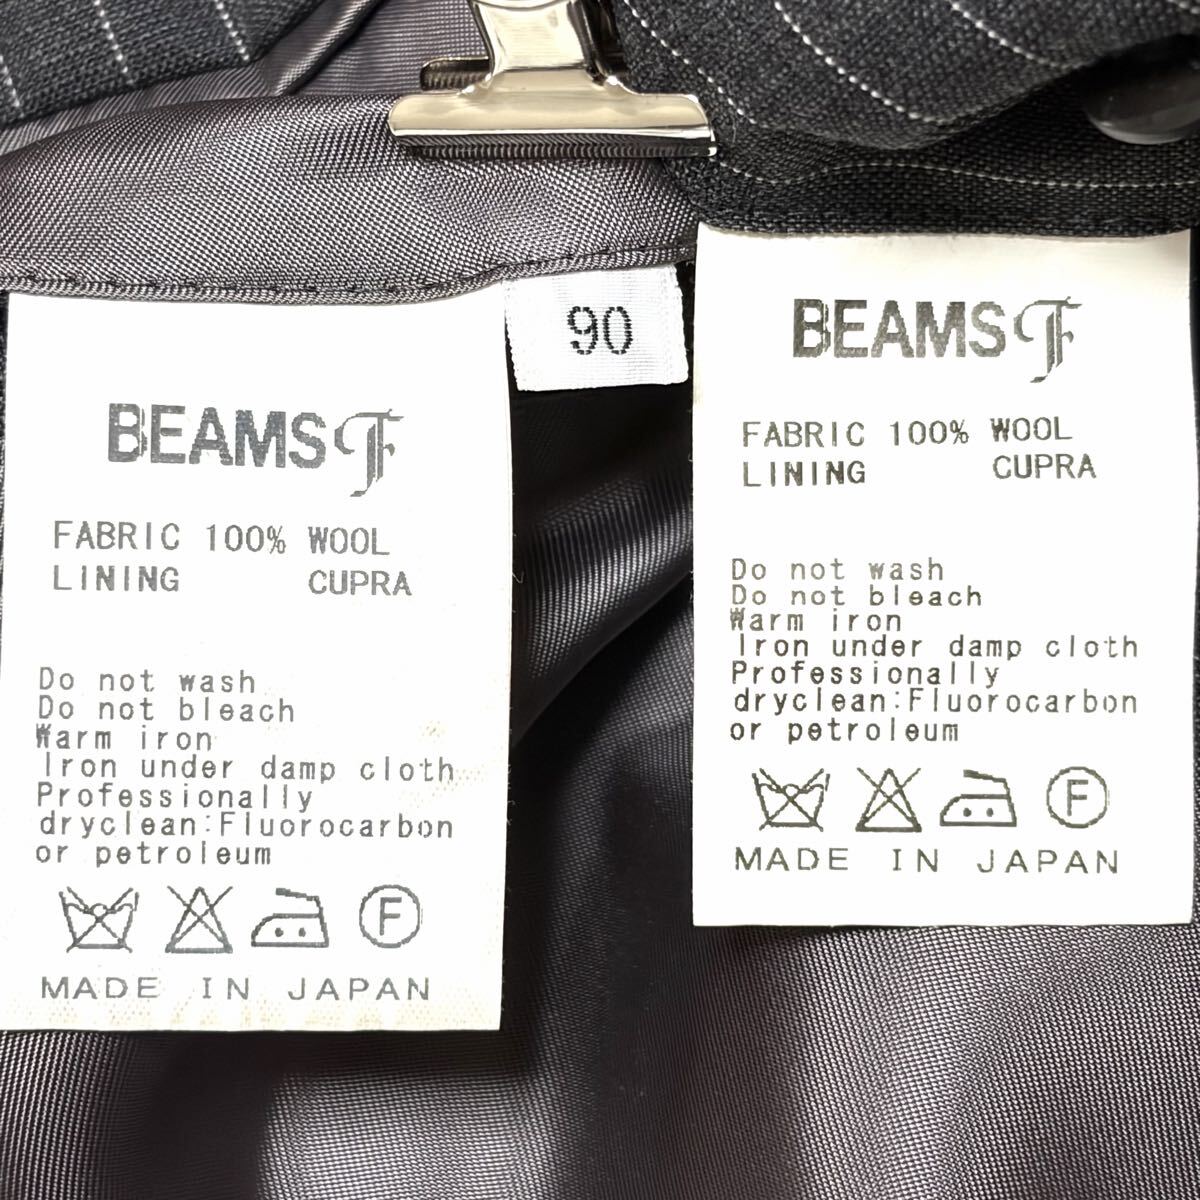 BEAMS F
FABRIC 100% WOOL
LINING CUPRA
Do not wash
Do not bleach
Warm iron
Iron under damp cloth
Professionally
dryclean:Fluorocarbon
or petroleum
F
MADE IN JAPAN
90
BEAMS F
FABRIC 100% WOOL
LINING CUPRA
Do not wash
Do not bleach
Warm iron
Iron under damp cloth
Professionally
dryclean:Fluorocarbon
or petroleum
F
MADE IN JAPAN